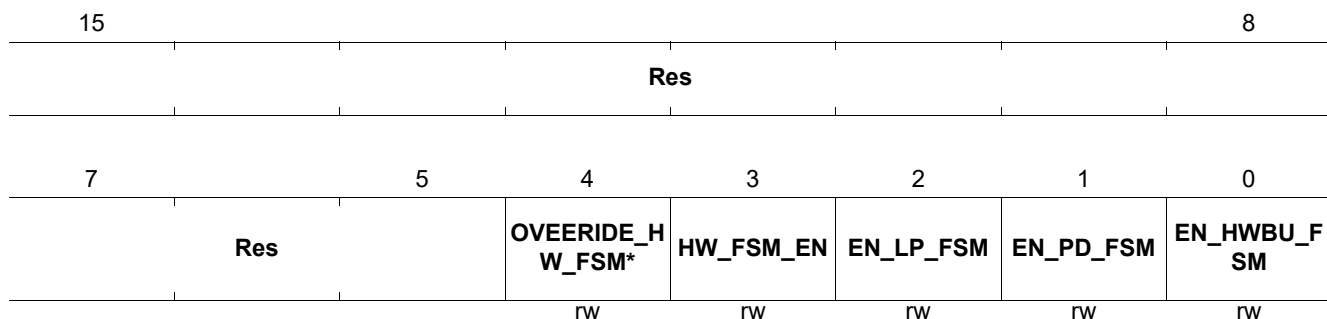 15 8
Res
7 5 4 3 2 1 0
Res OVEERIDE_H
W_FSM* HW_FSM_EN EN_LP_FSM EN_PD_FSM EN_HWBU_F
SM
rw rw rw rw rw